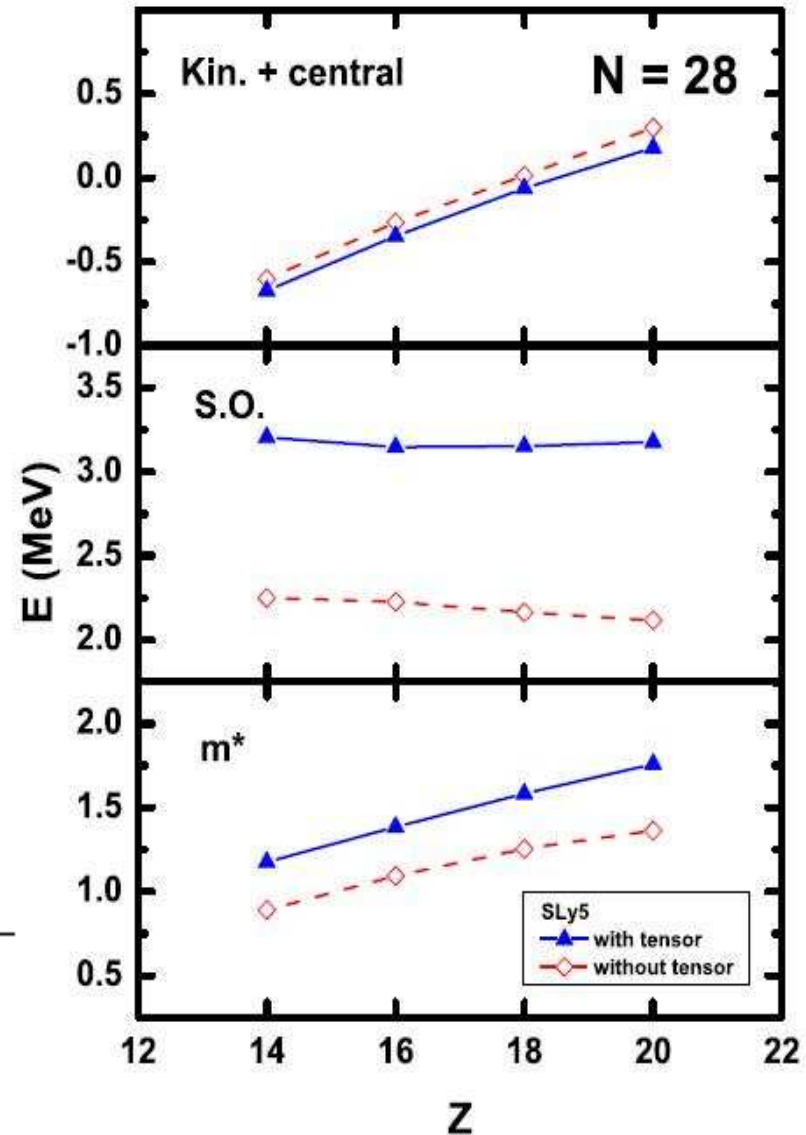 Kin. + central
N = 28
0.5
0.0
-0.5
-1.0
S.O.
3.5
3.0
2.5
2.0
E (MeV)
m*
2.0
1.5
1.0
0.5
SLy5
with tensor
without tensor
12 14 16 18 20 22
Z